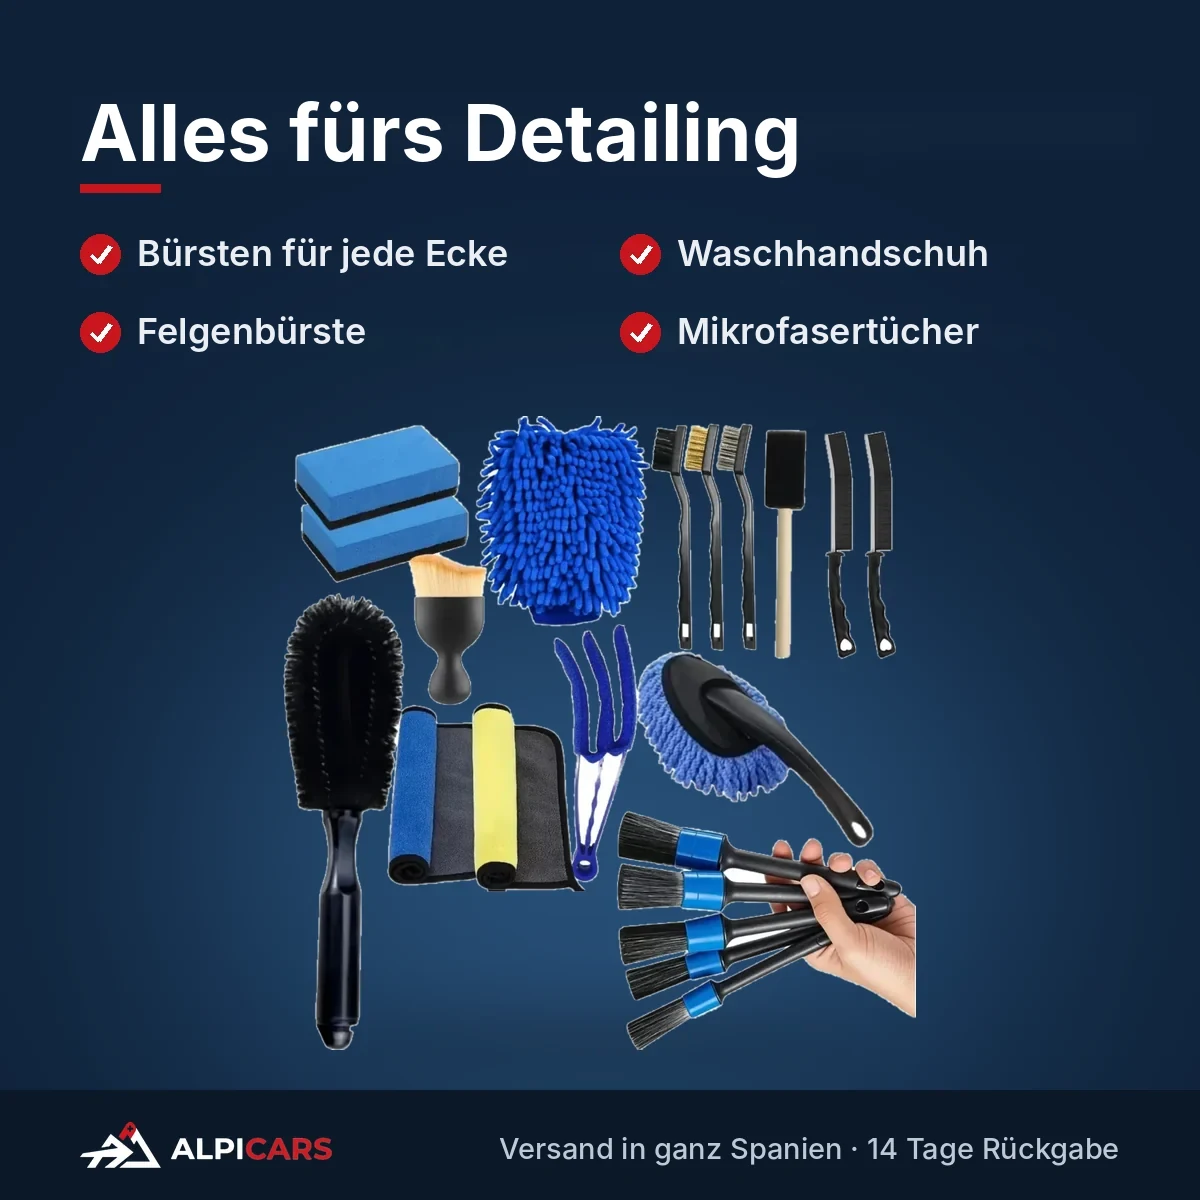 Alles fürs Detailing
Bürsten für jede Ecke
Waschhandschuh
Felgenbürste
Mikrofasertücher
ALPICARS
Versand in ganz Spanien · 14 Tage Rückgabe